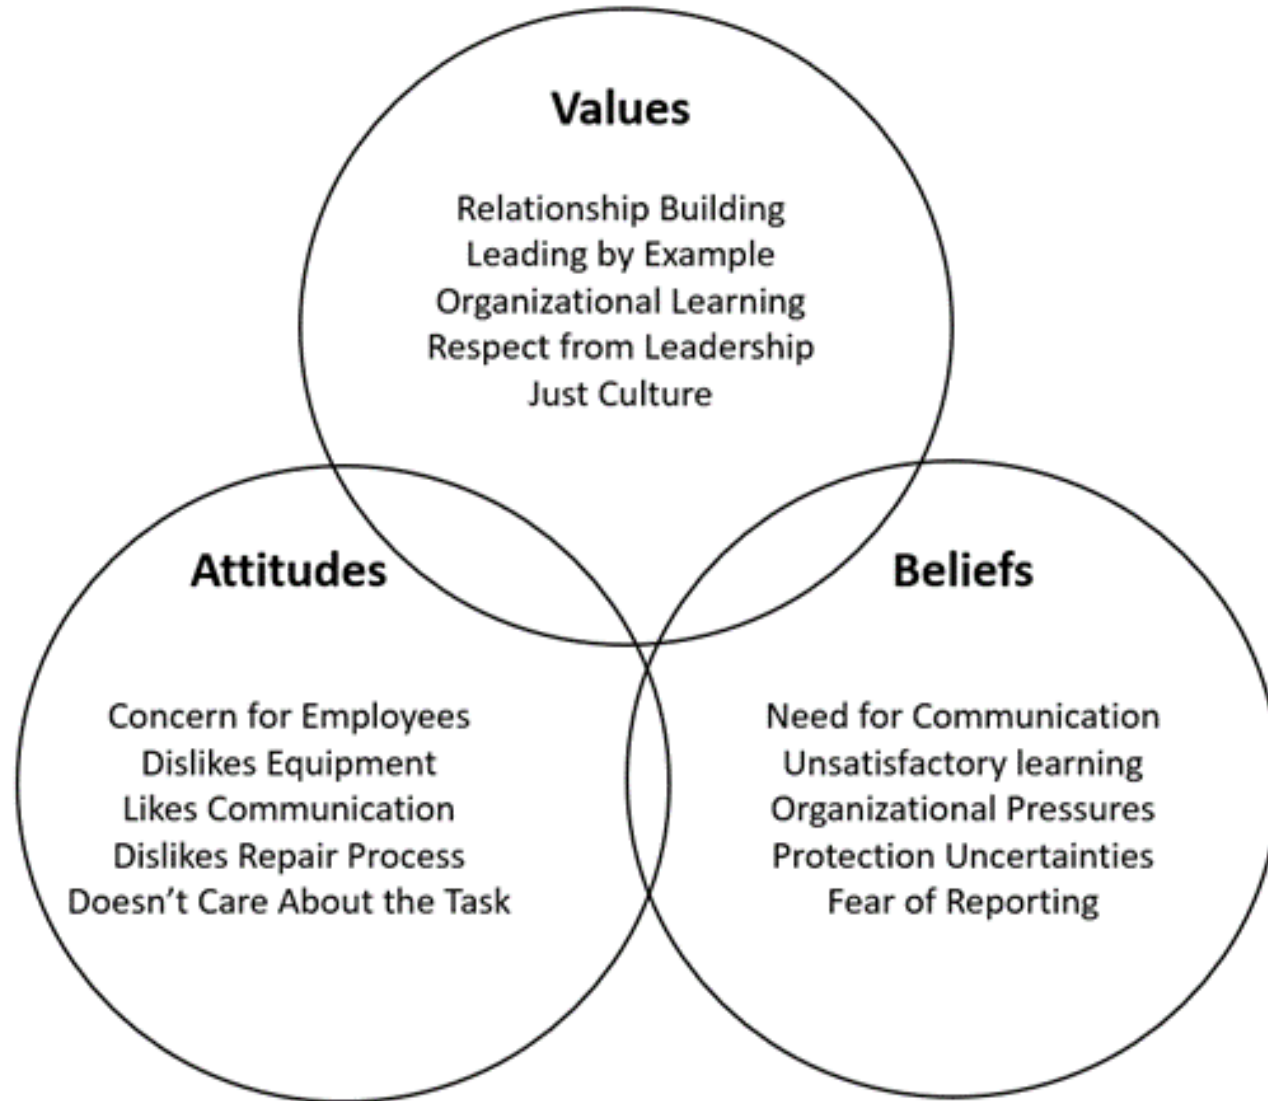 Values
Relationship Building
Leading by Example
Organizational Learning
Respect from Leadership
Just Culture
Attitudes
Concern for Employees
Dislikes Equipment
Likes Communication
Dislikes Repair Process
Doesn’t Care About the Task
Beliefs
Need for Communication
Unsatisfactory learning
Organizational Pressures
Protection Uncertainties
Fear of Reporting